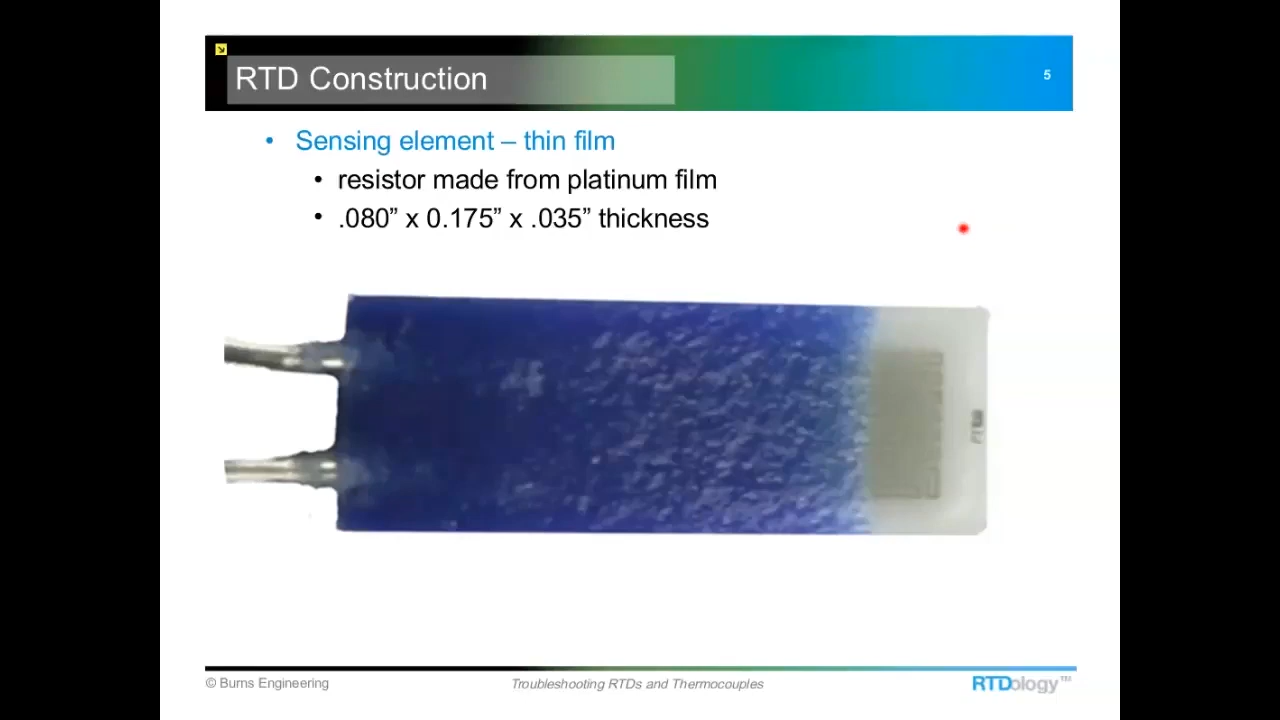 RTD Construction
5
• Sensing element – thin film
• resistor made from platinum film
• .080” x 0.175” x .035” thickness
© Burns Engineering
Troubleshooting RTDs and Thermocouples
RTDology™